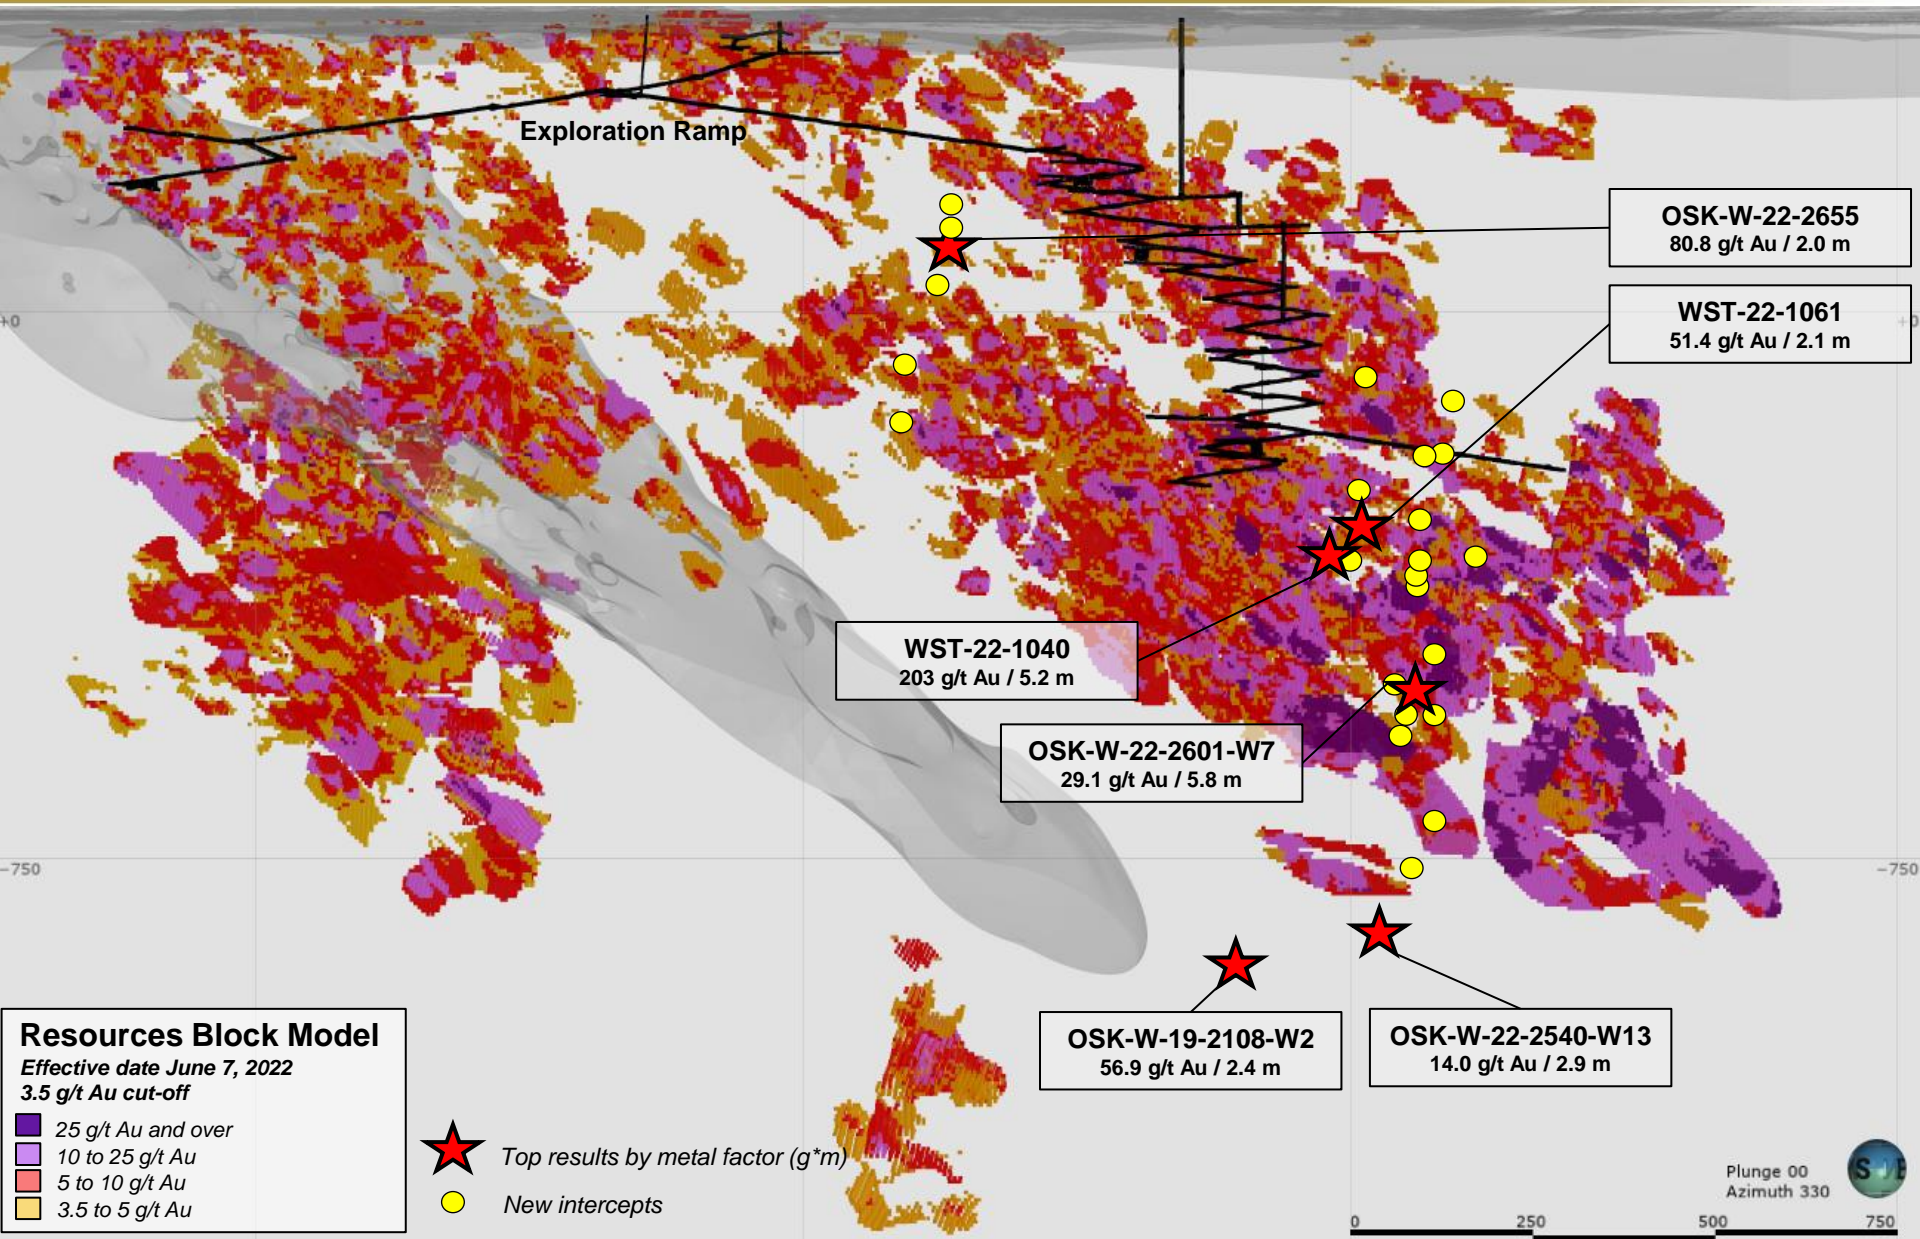 Exploration Ramp
OSK-W-22-2655
80.8 g/t Au / 2.0 m
WST-22-1061
51.4 g/t Au / 2.1 m
+0
+0
WST-22-1040
203 g/t Au / 5.2 m
OSK-W-22-2601-W7
29.1 g/t Au / 5.8 m
-750
-750
OSK-W-19-2108-W2
56.9 g/t Au / 2.4 m
OSK-W-22-2540-W13
14.0 g/t Au / 2.9 m
Resources Block Model
Effective date June 7, 2022
3.5 g/t Au cut-off
25 g/t Au and over
10 to 25 g/t Au
5 to 10 g/t Au
3.5 to 5 g/t Au
Top results by metal factor (g*m)
New intercepts
Plunge 00
Azimuth 330
0 250 500 750